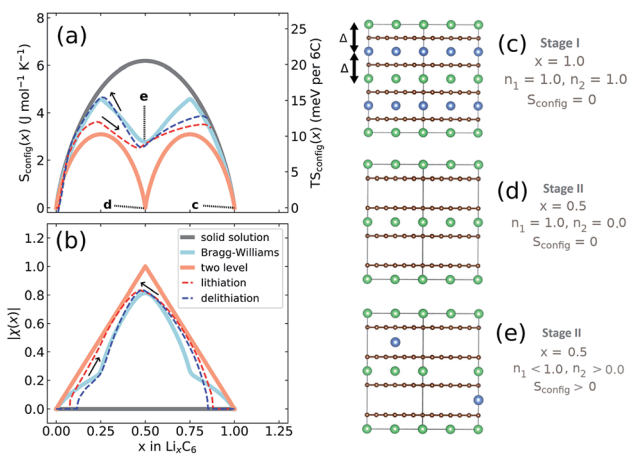 (a)
S_config(x) (J mol⁻¹ K⁻¹)
8
6
4
2
0
e
d
c
20
15
10
5
0
TS_config(x) (meV per 6C)
(b)
|χ(x)|
1.2
1.0
0.8
0.6
0.4
0.2
0.0
solid solution
Bragg-Williams
two level
lithiation
delithiation
0.00 0.25 0.50 0.75 1.00 1.25
x in LiₓC₆
Δ
Δ
(c) Stage I
x = 1.0
n₁ = 1.0, n₂ = 1.0
S_config = 0
(d) Stage II
x = 0.5
n₁ = 1.0, n₂ = 0.0
S_config = 0
(e) Stage II
x = 0.5
n₁ < 1.0, n₂ > 0.0
S_config > 0